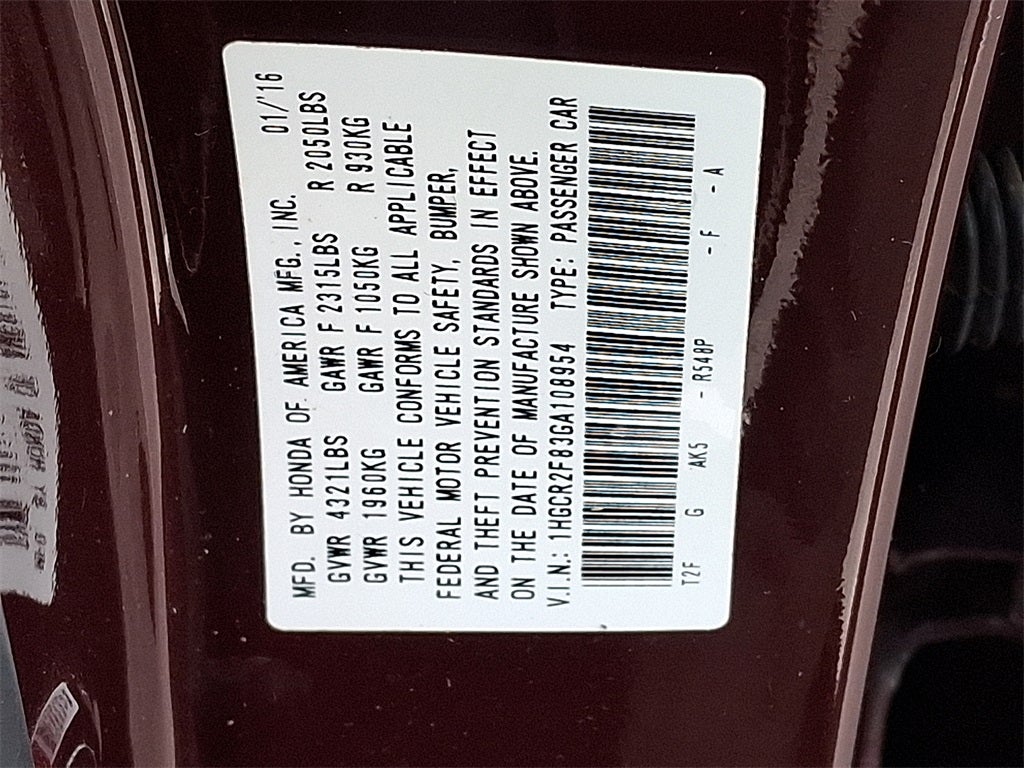 MFD. BY HONDA OF AMERICA MFG., INC. 01/'16
GVWR 4321LBS GAWR F 2315LBS R 2050LBS
GVWR 1960KG GAWR F 1050KG R 930KG
THIS VEHICLE CONFORMS TO ALL APPLICABLE
FEDERAL MOTOR VEHICLE SAFETY, BUMPER,
AND THEFT PREVENTION STANDARDS IN EFFECT
ON THE DATE OF MANUFACTURE SHOWN ABOVE.
V.I.N.: 1HGCR2F83GA108954 TYPE: PASSENGER CAR
T2F G AK5 - R548P - F - A